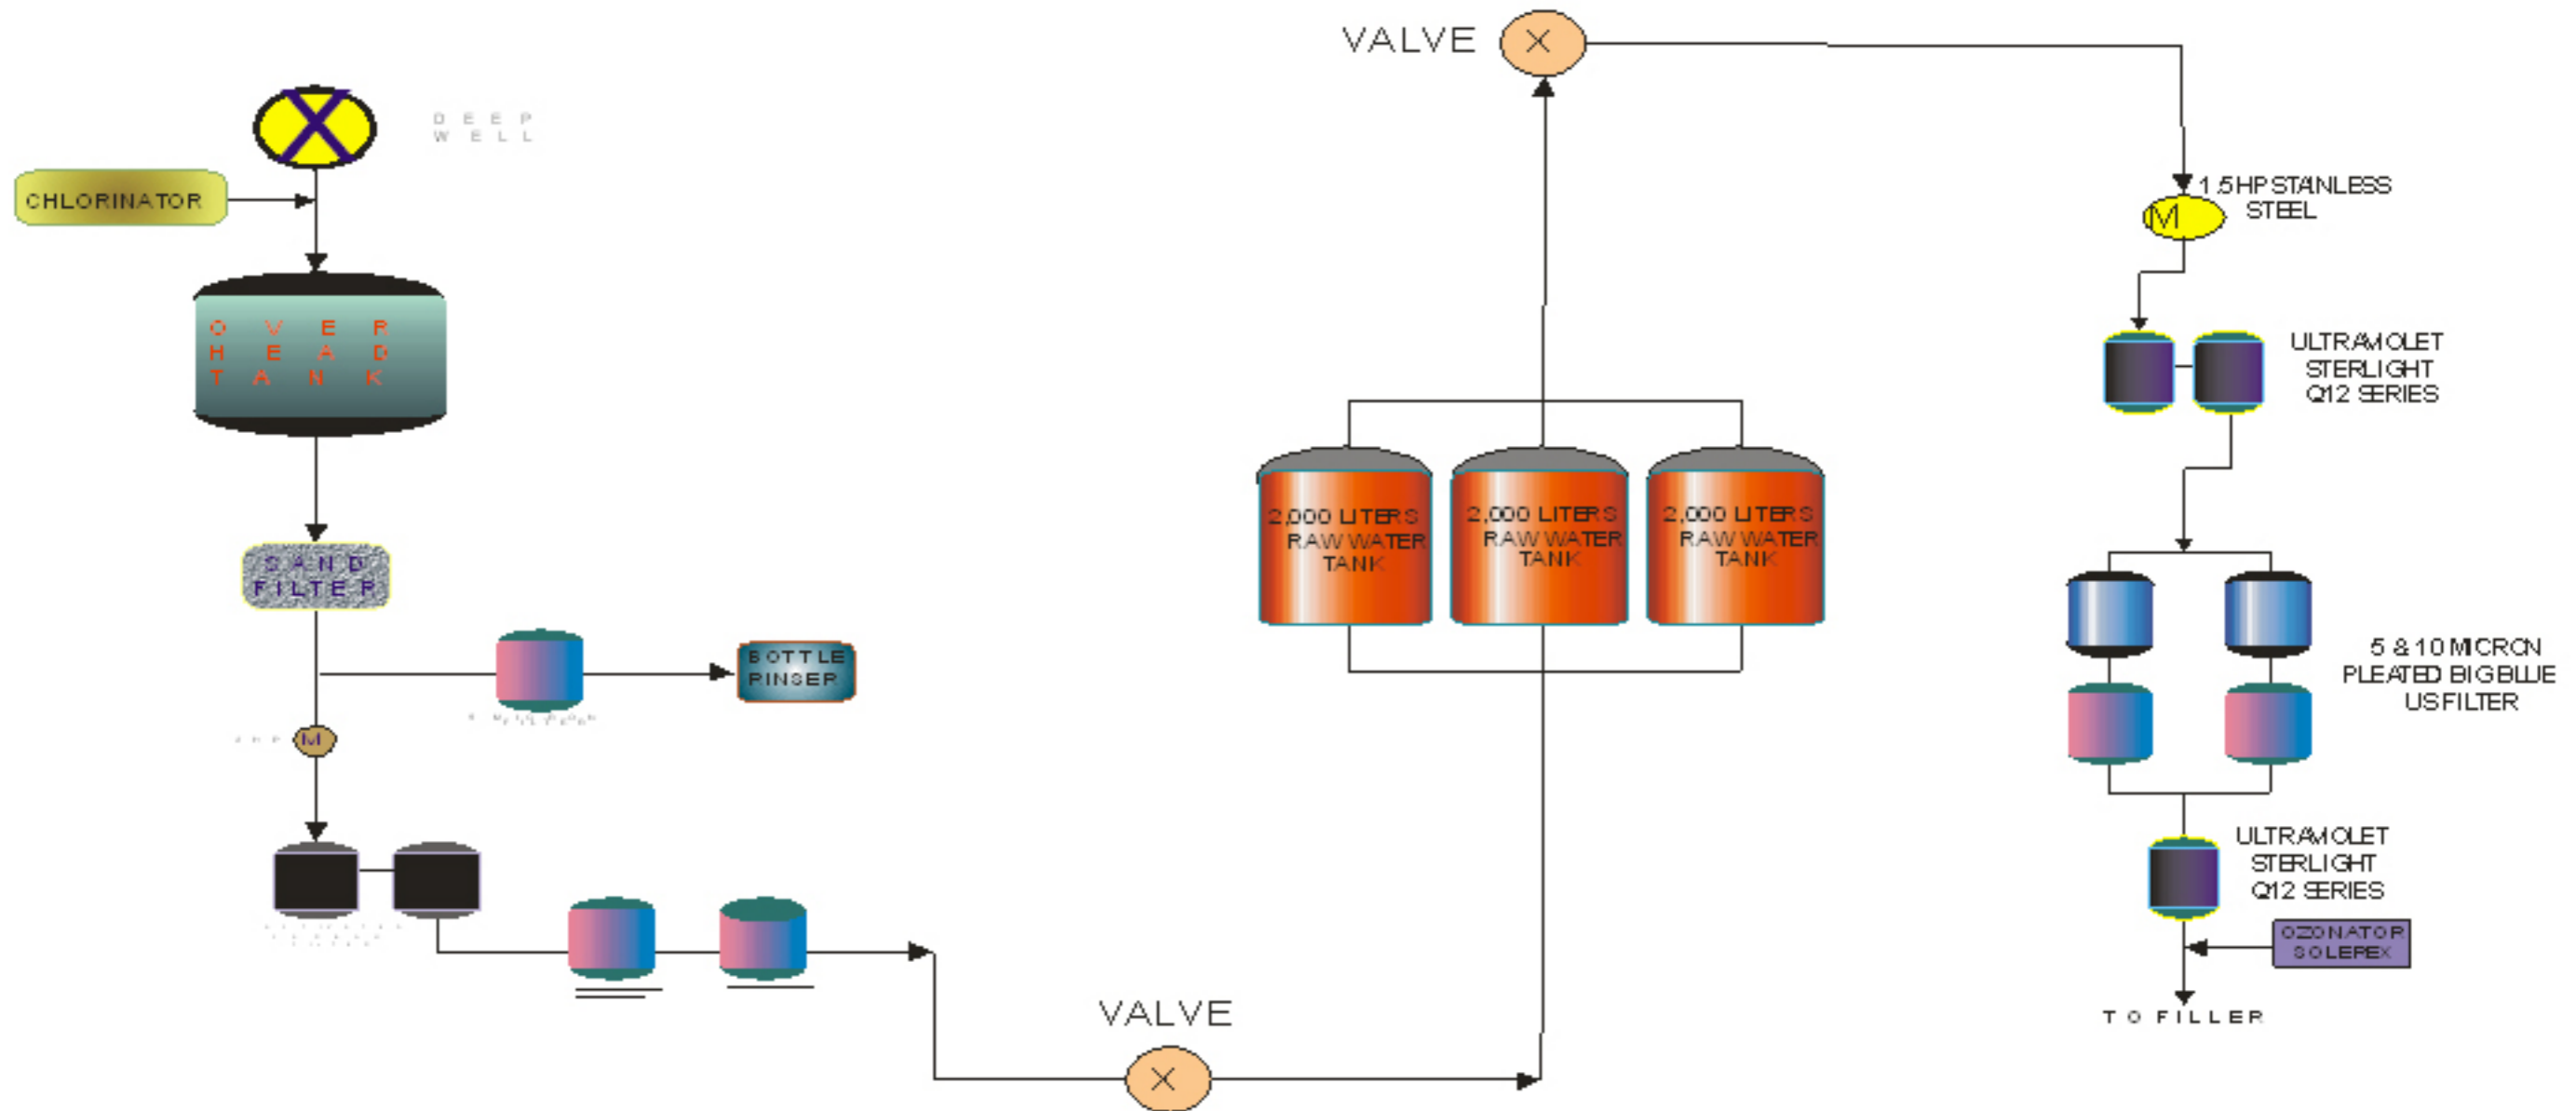 VALVE
X
DEEP
WELL
CHLORINATOR
1.5HP STAINLESS
STEEL
M
OVER
HEAD
TANK
ULTRAVIOLET
STERLIGHT
Q12 SERIES
2,000 LITERS
RAW WATER
TANK
2,000 LITERS
RAW WATER
TANK
2,000 LITERS
RAW WATER
TANK
SAND
FILTER
BOTTLE
RINSER
5 & 10 MICRON
PLEATED BIG BLUE
US FILTER
M
ULTRAVIOLET
STERLIGHT
Q12 SERIES
OZONATOR
SOLEPEX
TO FILLER
VALVE
X